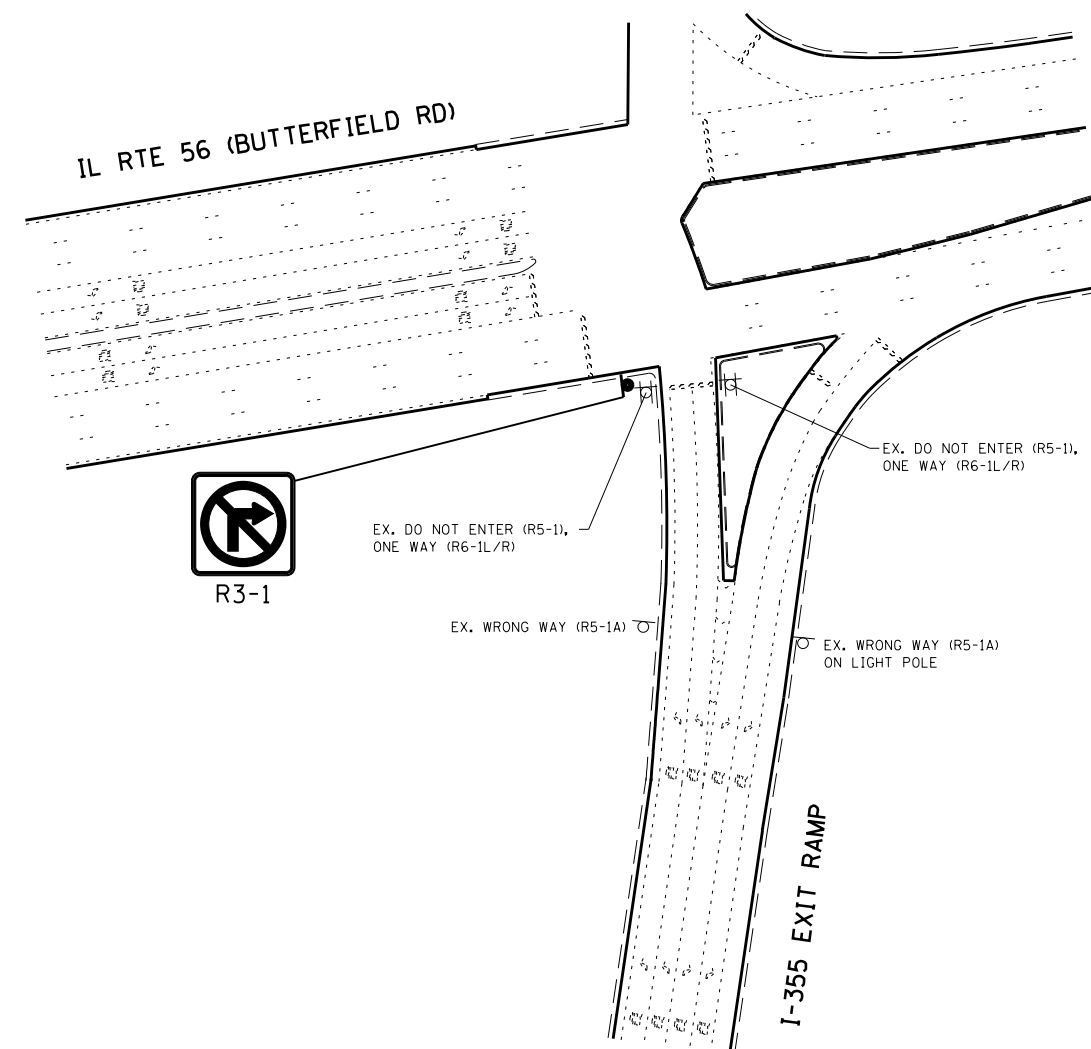 IL RTE 56 (BUTTERFIELD RD)
EX. DO NOT ENTER (R5-1),
ONE WAY (R6-1L/R)
R3-1
EX. DO NOT ENTER (R5-1),
ONE WAY (R6-1L/R)
EX. WRONG WAY (R5-1A)
EX. WRONG WAY (R5-1A)
ON LIGHT POLE
I-355 EXIT RAMP